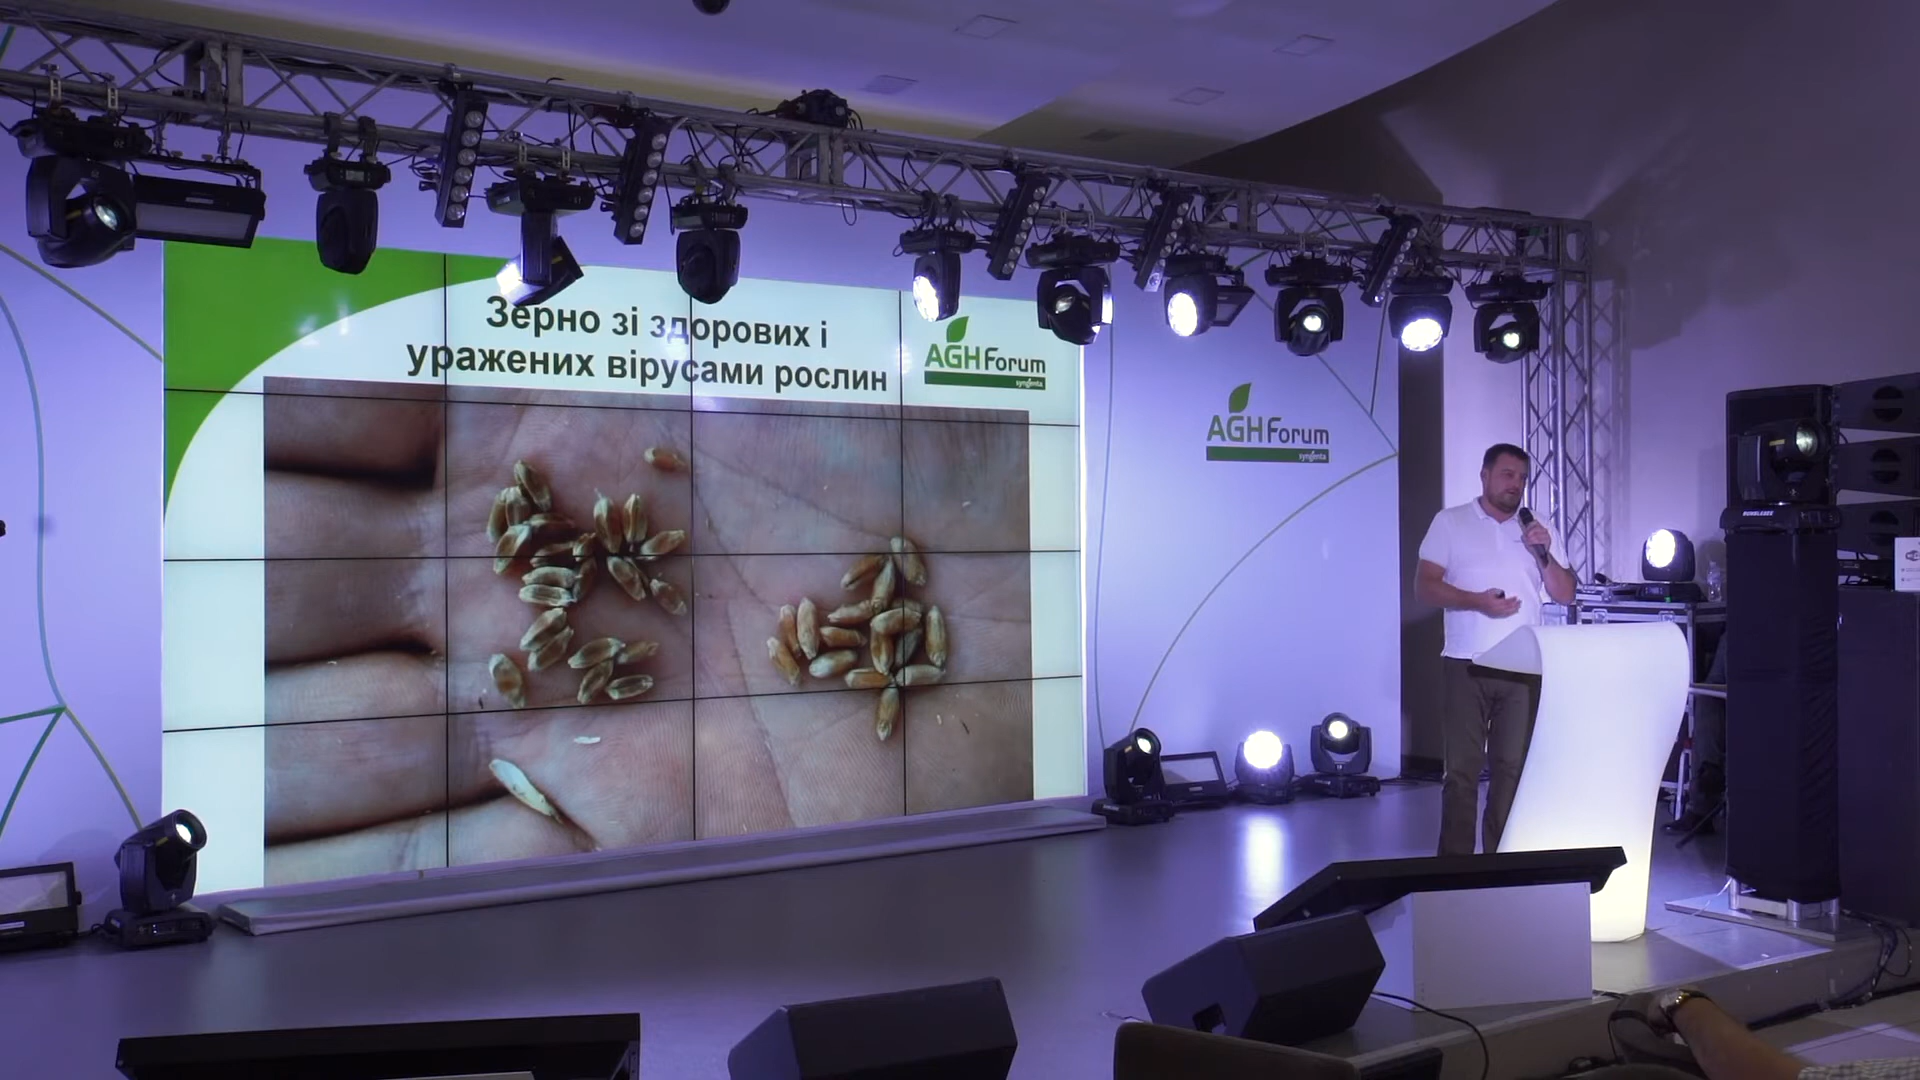 Зерно зі здорових і
уражених вірусами рослин
AGH Forum
syngenta
AGH Forum
syngenta